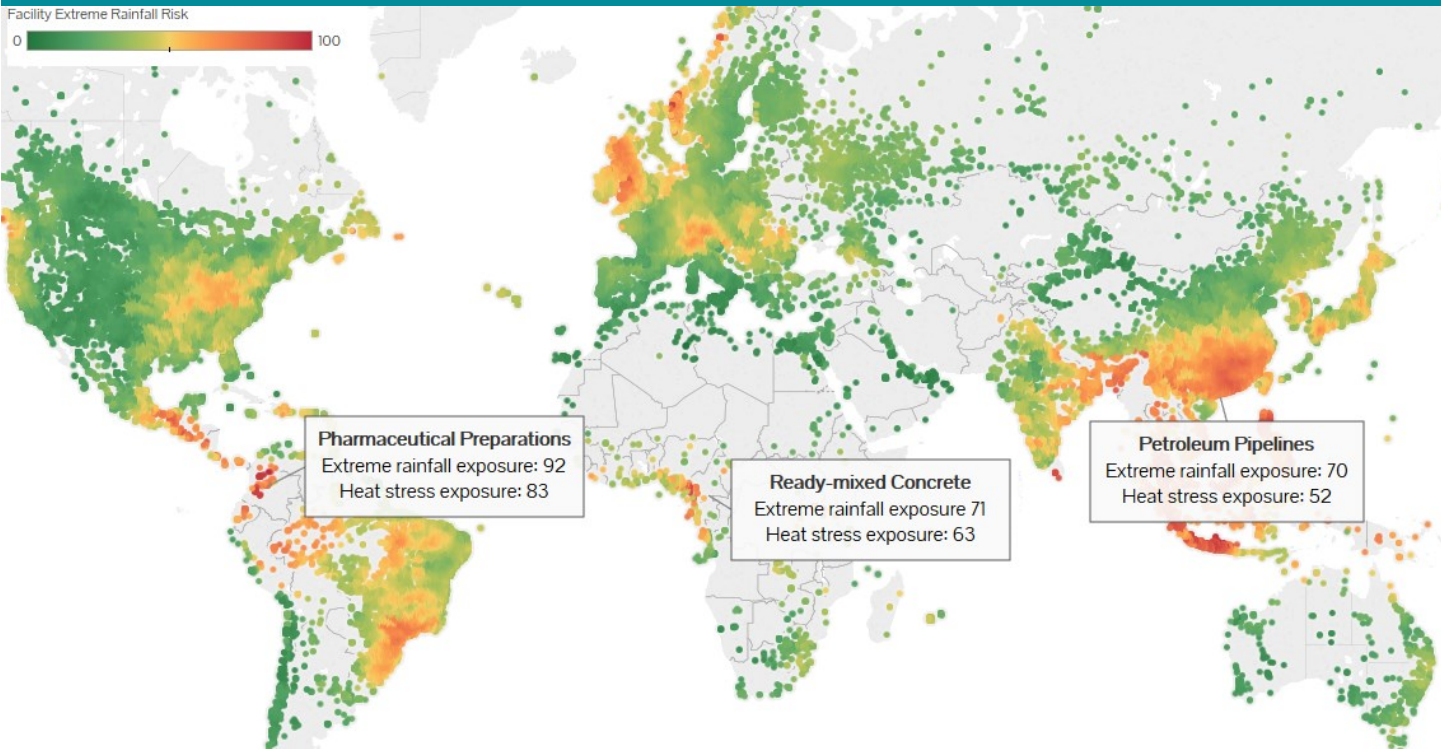 Facility Extreme Rainfall Risk
0 100
Pharmaceutical Preparations
Extreme rainfall exposure: 92
Heat stress exposure: 83
Ready-mixed Concrete
Extreme rainfall exposure 71
Heat stress exposure: 63
Petroleum Pipelines
Extreme rainfall exposure: 70
Heat stress exposure: 52